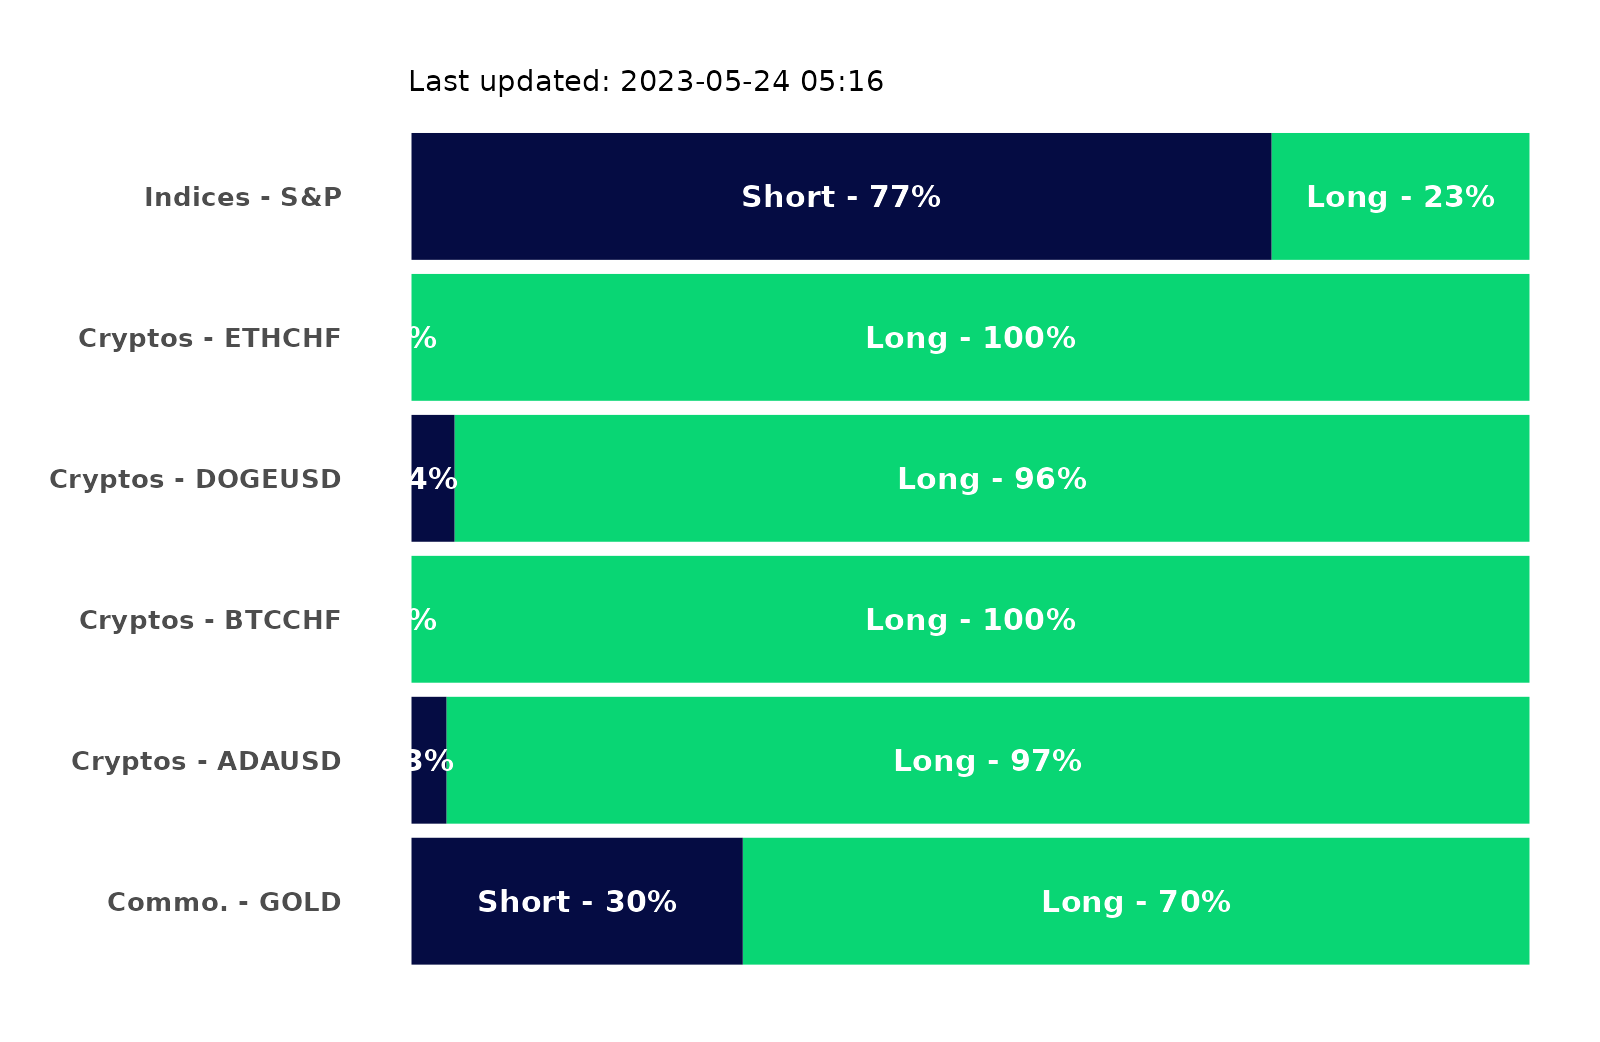 Last updated: 2023-05-24 05:16
Indices - S&P Short - 77% Long - 23%
Cryptos - ETHCHF % Long - 100%
Cryptos - DOGEUSD 4% Long - 96%
Cryptos - BTCCHF % Long - 100%
Cryptos - ADAUSD 3% Long - 97%
Commo. - GOLD Short - 30% Long - 70%